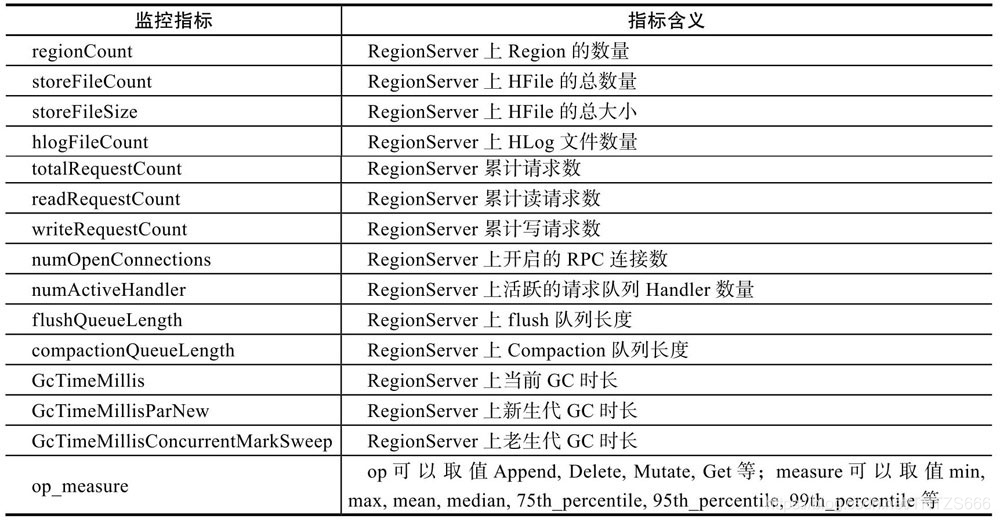 监控指标 指标含义
regionCount RegionServer 上 Region 的数量
storeFileCount RegionServer 上 HFile 的总数量
storeFileSize RegionServer 上 HFile 的总大小
hlogFileCount RegionServer 上 HLog 文件数量
totalRequestCount RegionServer 累计请求数
readRequestCount RegionServer 累计读请求数
writeRequestCount RegionServer 累计写请求数
numOpenConnections RegionServer 上开启的 RPC 连接数
numActiveHandler RegionServer 上活跃的请求队列 Handler 数量
flushQueueLength RegionServer 上 flush 队列长度
compactionQueueLength RegionServer 上 Compaction 队列长度
GcTimeMillis RegionServer 上当前 GC 时长
GcTimeMillisParNew RegionServer 上新生代 GC 时长
GcTimeMillisConcurrentMarkSweep RegionServer 上老生代 GC 时长
op_measure op 可以取值 Append, Delete, Mutate, Get 等；measure 可以取值 min,
max, mean, median, 75th_percentile, 95th_percentile, 99th_percentile 等